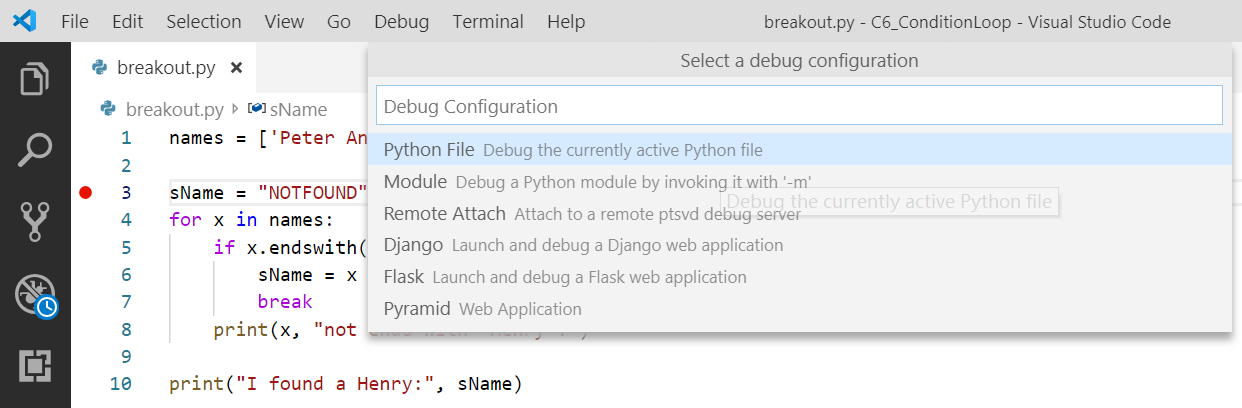 File Edit Selection View Go Debug Terminal Help breakout.py - C6_ConditionLoop - Visual Studio Code
breakout.py
Select a debug configuration
breakout.py sName
Debug Configuration
1 names = ['Peter An
2
3 sName = "NOTFOUND"
4 for x in names:
5 if x.endswith(
6 sName = x
7 break
8 print(x, "not
9
10 print("I found a Henry:", sName)
Python File Debug the currently active Python file
Module Debug a Python module by invoking it with '-m'
Debug the currently active Python file
Remote Attach Attach to a remote ptsvd debug server
Django Launch and debug a Django web application
Flask Launch and debug a Flask web application
Pyramid Web Application